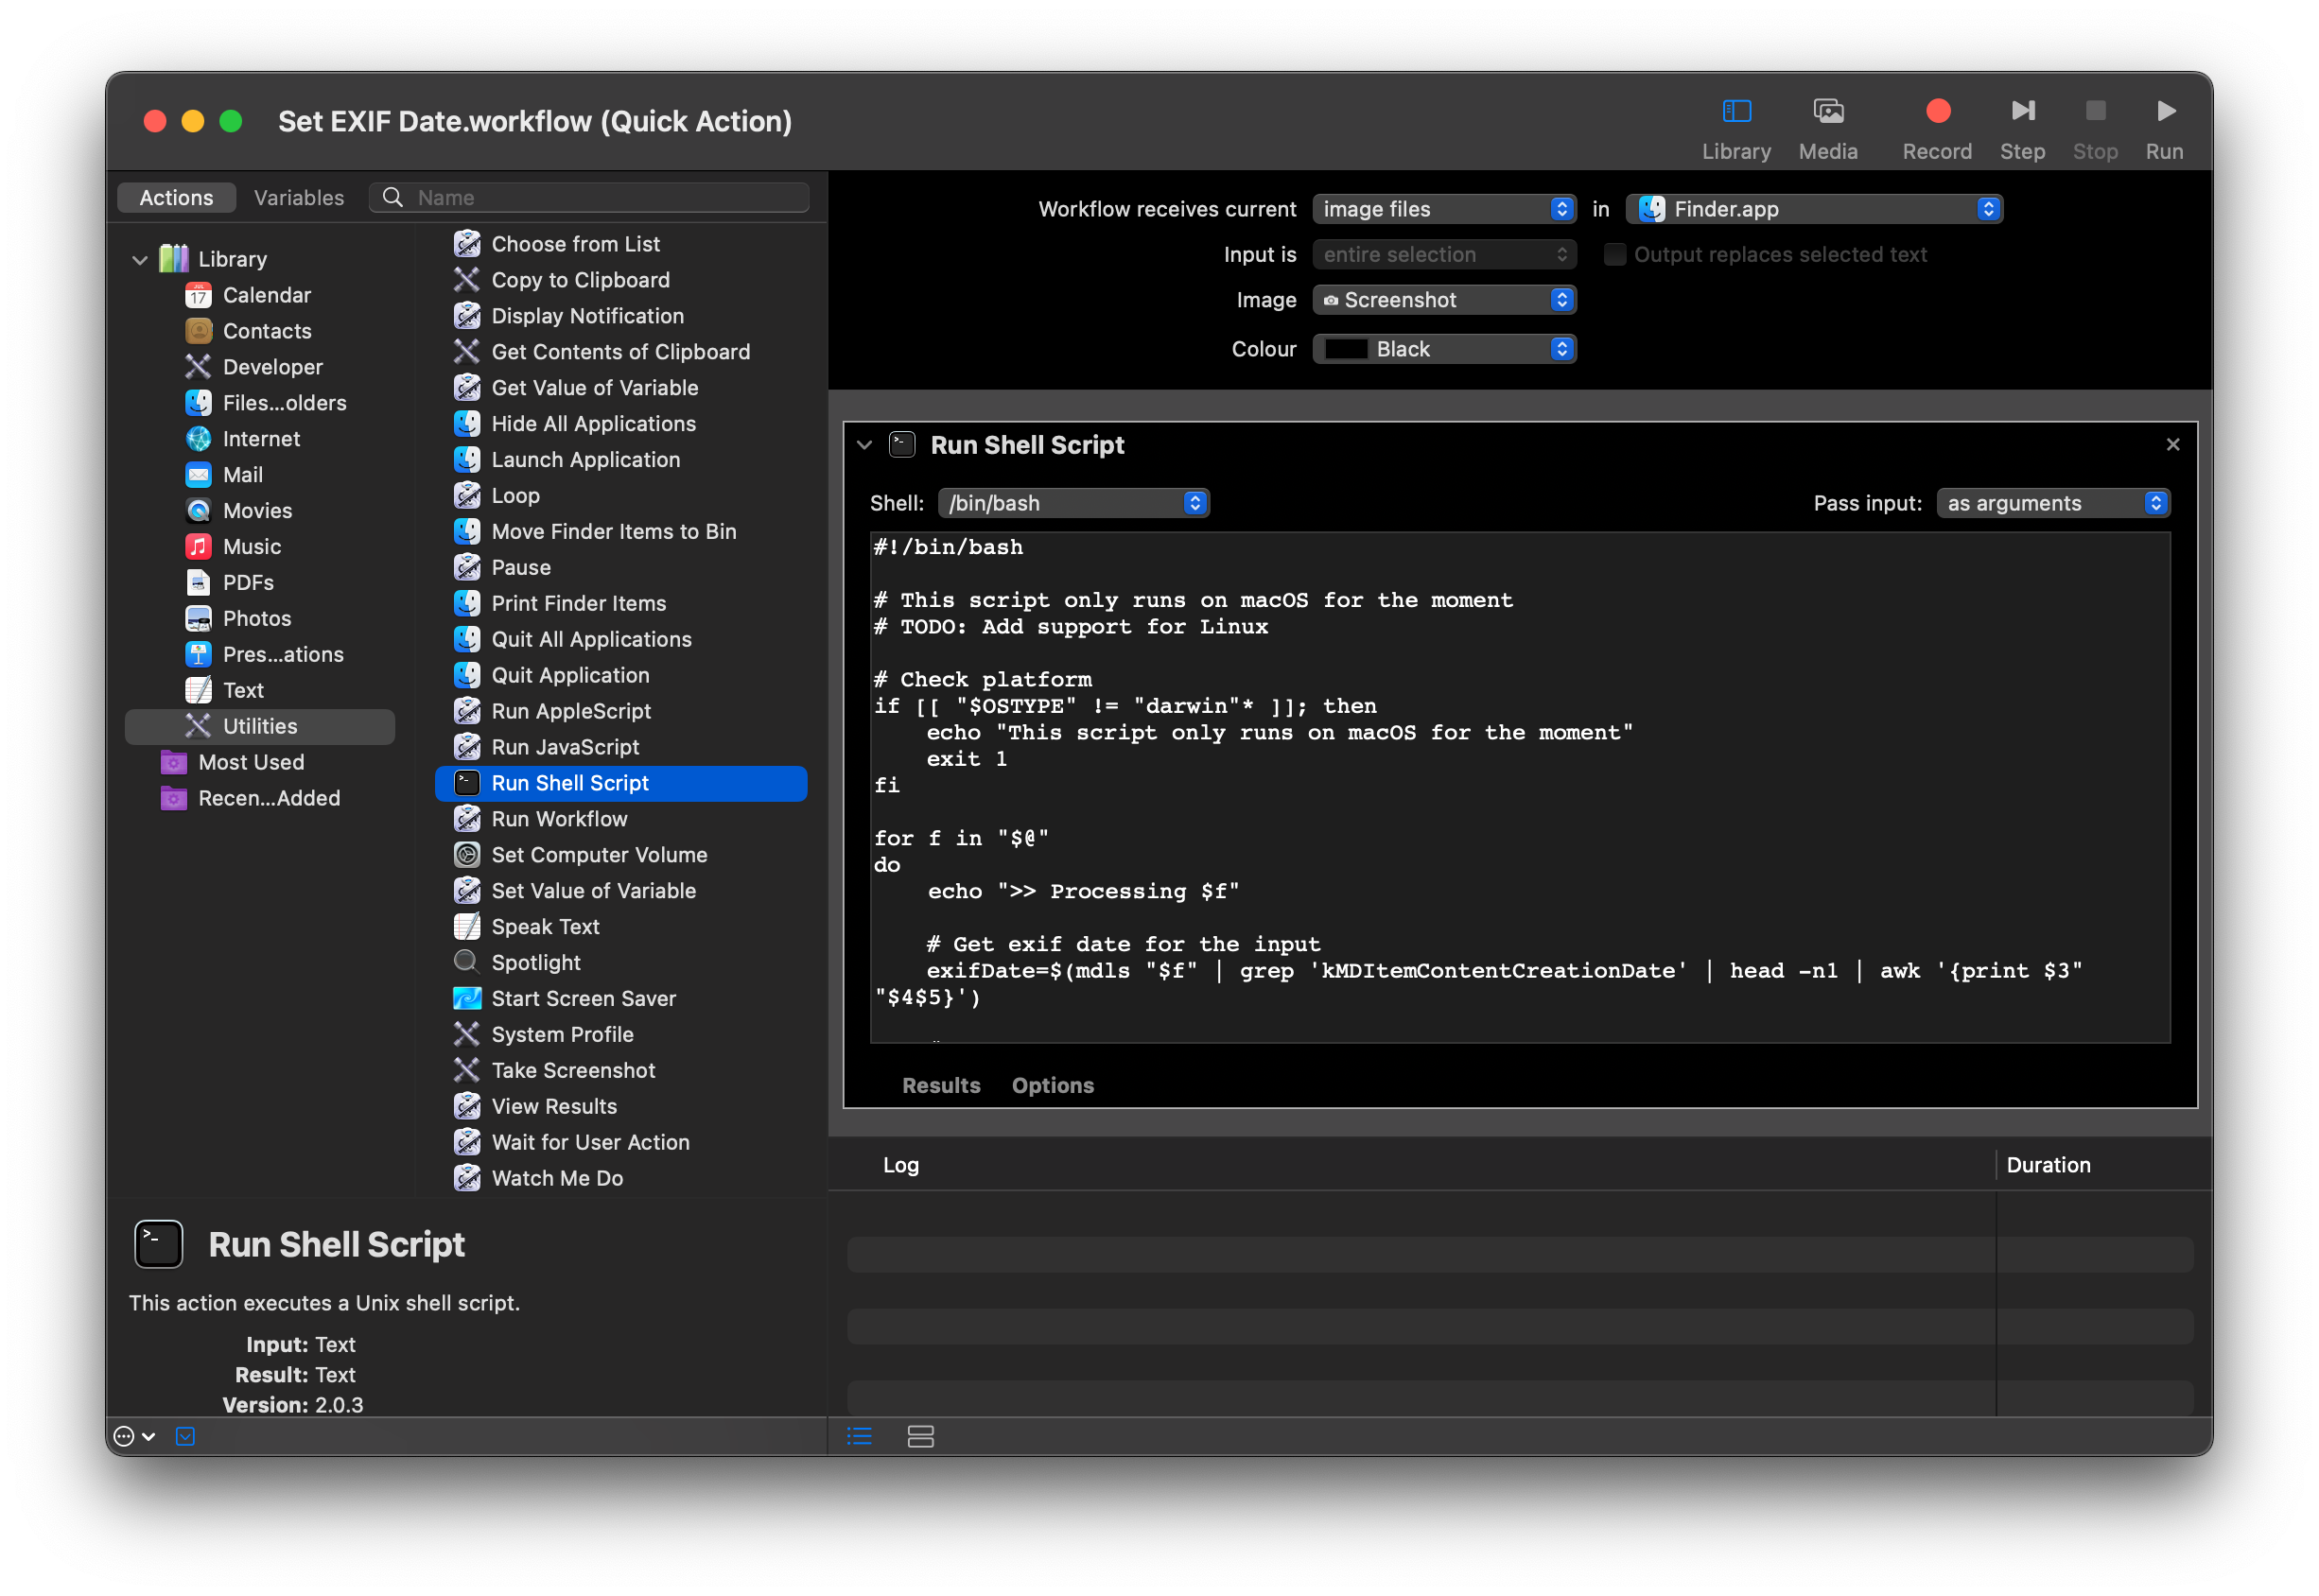 Set EXIF Date.workflow (Quick Action)
Library
Media
Record
Step
Stop
Run
Actions
Variables
Name
Library
JUL
17
Calendar
Contacts
Developer
Files...olders
Internet
Mail
Movies
Music
PDFs
Photos
Pres...ations
Text
Utilities
Most Used
Recen...Added
Choose from List
Copy to Clipboard
Display Notification
Get Contents of Clipboard
Get Value of Variable
Hide All Applications
Launch Application
Loop
Move Finder Items to Bin
Pause
Print Finder Items
Quit All Applications
Quit Application
Run AppleScript
Run JavaScript
Run Shell Script
Run Workflow
Set Computer Volume
Set Value of Variable
Speak Text
Spotlight
Start Screen Saver
System Profile
Take Screenshot
View Results
Wait for User Action
Watch Me Do
Run Shell Script
This action executes a Unix shell script.
Input: Text
Result: Text
Version: 2.0.3
Workflow receives current image files in Finder.app
Input is entire selection Output replaces selected text
Image Screenshot
Colour Black
Run Shell Script
Shell: /bin/bash Pass input: as arguments
#!/bin/bash
# This script only runs on macOS for the moment
# TODO: Add support for Linux
# Check platform
if [[ "$OSTYPE" != "darwin"* ]]; then
echo "This script only runs on macOS for the moment"
exit 1
fi
for f in "$@"
do
echo ">> Processing $f"
# Get exif date for the input
exifDate=$(mdls "$f" | grep 'kMDItemContentCreationDate' | head -n1 | awk '{print $3"
"$4$5}')
Results Options
Log Duration